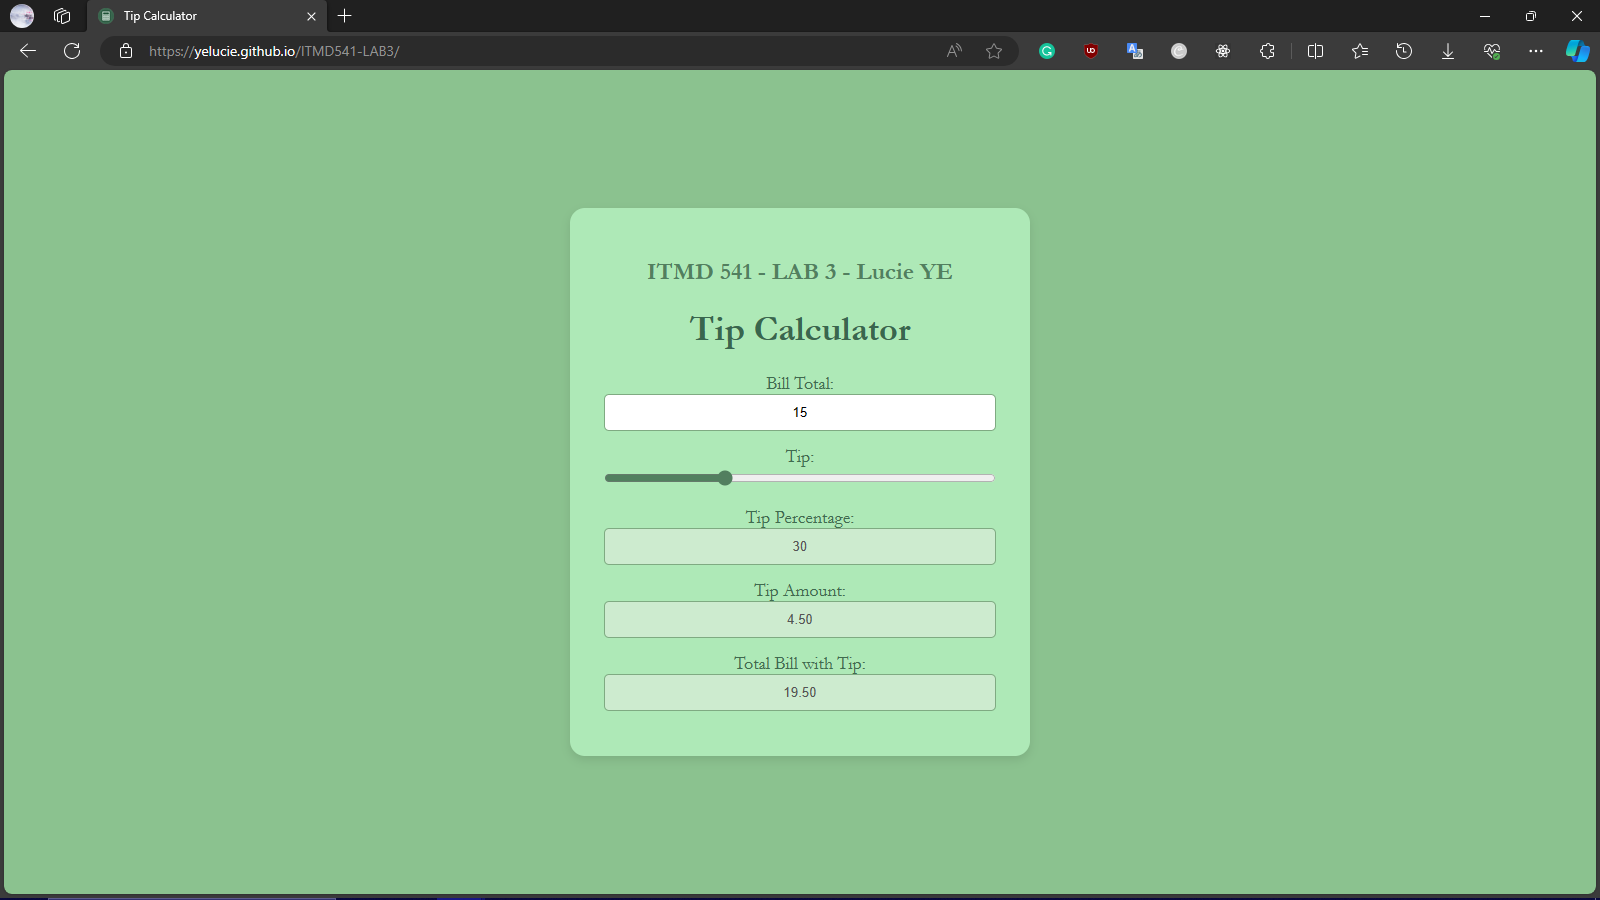 Tip Calculator
https://yelucie.github.io/ITMD541-LAB3/
ITMD 541 - LAB 3 - Lucie YE
Tip Calculator
Bill Total:
15
Tip:
Tip Percentage:
30
Tip Amount:
4.50
Total Bill with Tip:
19.50